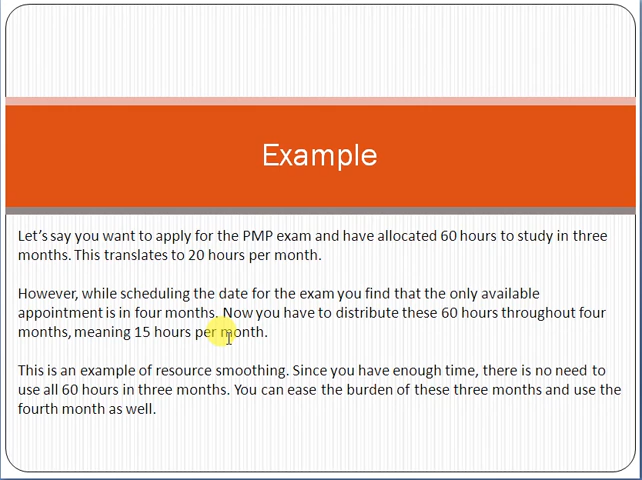 Example
Let's say you want to apply for the PMP exam and have allocated 60 hours to study in three
months. This translates to 20 hours per month.
However, while scheduling the date for the exam you find that the only available
appointment is in four months. Now you have to distribute these 60 hours throughout four
months, meaning 15 hours per month.
This is an example of resource smoothing. Since you have enough time, there is no need to
use all 60 hours in three months. You can ease the burden of these three months and use the
fourth month as well.